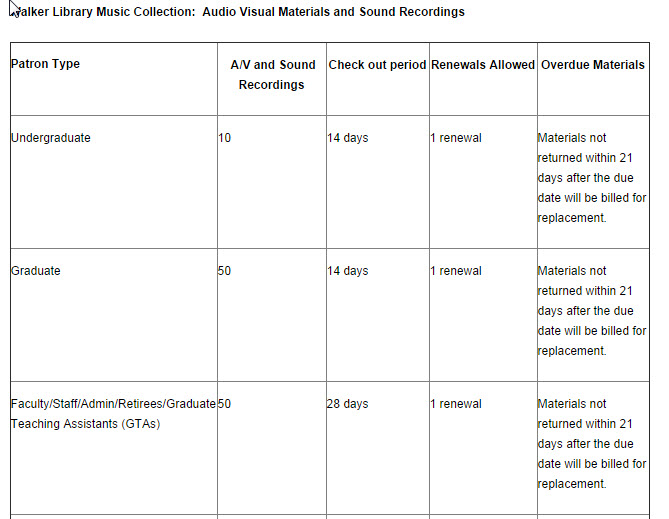 alker Library Music Collection: Audio Visual Materials and Sound Recordings
Patron Type
A/V and Sound
Recordings
Check out period
Renewals Allowed
Overdue Materials
Undergraduate
10
14 days
1 renewal
Materials not
returned within 21
days after the due
date will be billed for
replacement.
Graduate
50
14 days
1 renewal
Materials not
returned within 21
days after the due
date will be billed for
replacement.
Faculty/Staff/Admin/Retirees/Graduate
Teaching Assistants (GTAs)
50
28 days
1 renewal
Materials not
returned within 21
days after the due
date will be billed for
replacement.